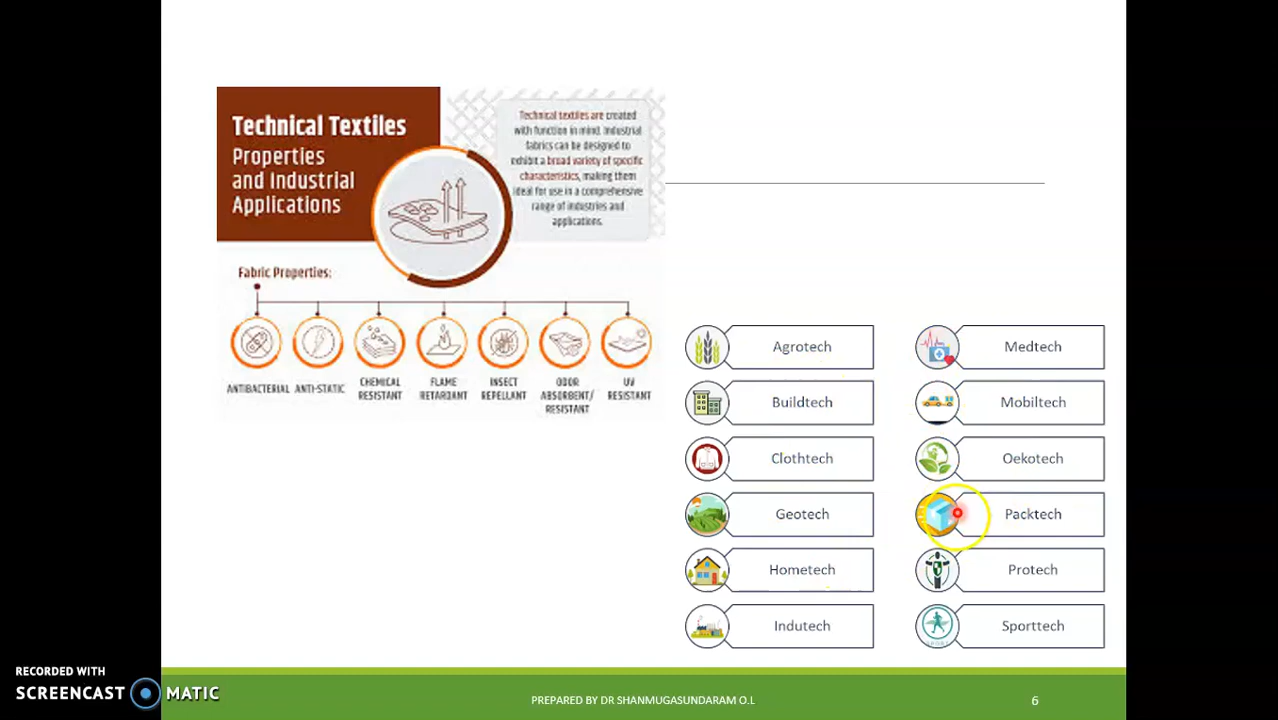 Technical Textiles
Properties
and Industrial
Applications
Technical textiles are created
with function in mind. Industrial
fabrics can be designed to
exhibit a broad variety of specific
characteristics, making them
ideal for use in a comprehensive
range of industries and
applications.
Fabric Properties:
ANTIBACTERIAL
ANTI-STATIC
CHEMICAL
RESISTANT
FLAME
RETARDANT
INSECT
REPELLANT
ODOR
ABSORBENT/
RESISTANT
UV
RESISTANT
Agrotech
Buildtech
Clothtech
Geotech
Hometech
Indutech
Medtech
Mobiltech
Oekotech
Packtech
Protech
Sporttech
RECORDED WITH
SCREENCAST MATIC
PREPARED BY DR SHANMUGASUNDARAM O.L
6